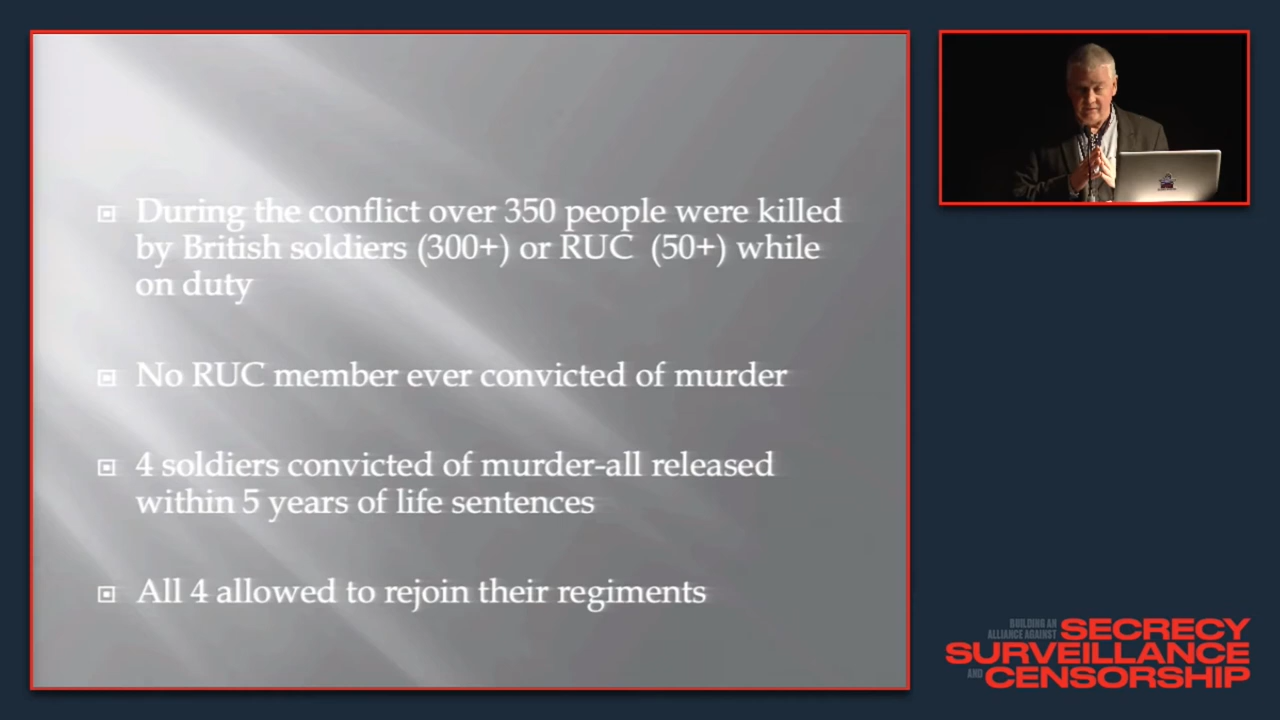 During the conflict over 350 people were killed
by British soldiers (300+) or RUC (50+) while
on duty
No RUC member ever convicted of murder
4 soldiers convicted of murder-all released
within 5 years of life sentences
All 4 allowed to rejoin their regiments
BUILDING AN
ALLIANCE AGAINST SECRECY
SURVEILLANCE
AND CENSORSHIP